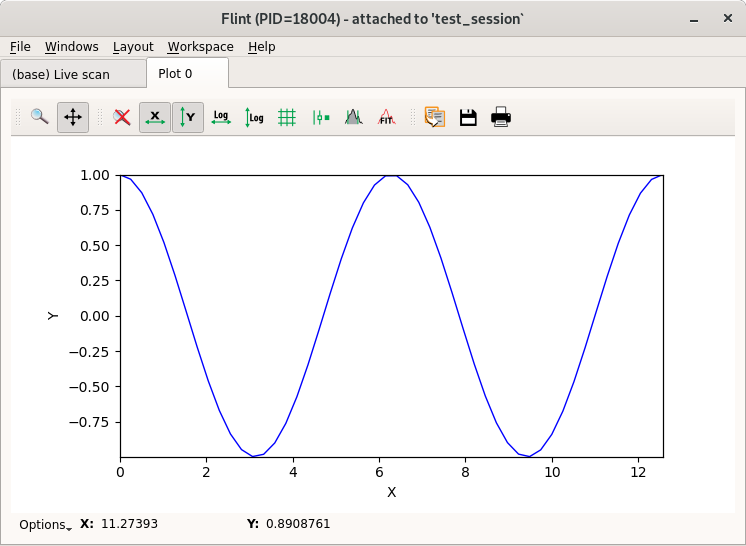 Flint (PID=18004) - attached to 'test_session`
File Windows Layout Workspace Help
(base) Live scan Plot 0
X Y Log Log FIT
1.00
0.75
0.50
0.25
0.00
−0.25
−0.50
−0.75
Y
0 2 4 6 8 10 12
X
Options X: 11.27393 Y: 0.8908761